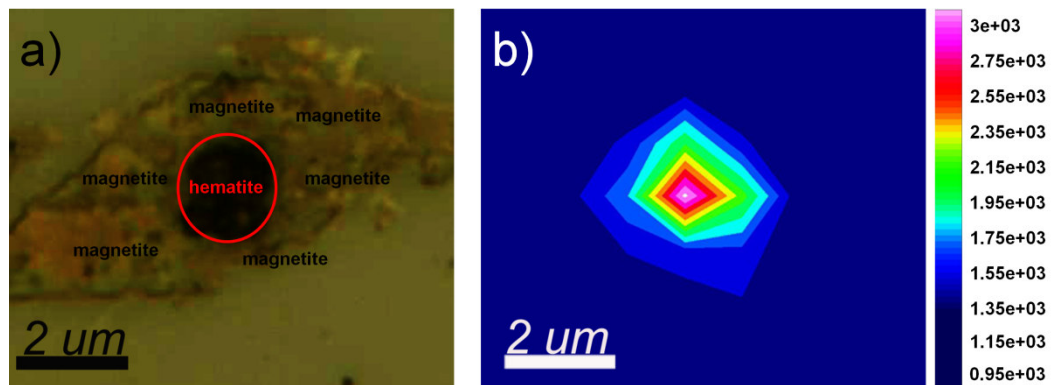 a)
magnetite
magnetite
magnetite
hematite
magnetite
magnetite
magnetite
2 um
b)
2 um
3e+03
2.75e+03
2.55e+03
2.35e+03
2.15e+03
1.95e+03
1.75e+03
1.55e+03
1.35e+03
1.15e+03
0.95e+03